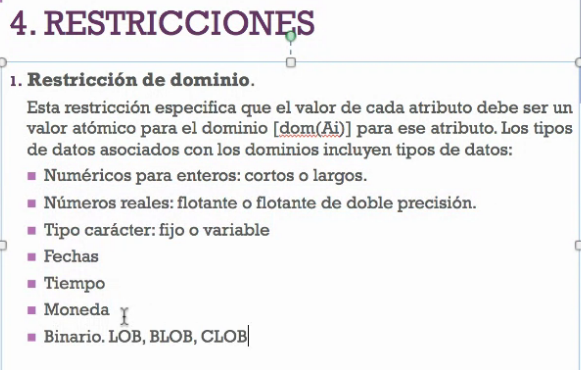 4. RESTRICCIONES
1. Restricción de dominio.
Esta restricción especifica que el valor de cada atributo debe ser un
valor atómico para el dominio [dom(Ai)] para ese atributo. Los tipos
de datos asociados con los dominios incluyen tipos de datos:
Numéricos para enteros: cortos o largos.
Números reales: flotante o flotante de doble precisión.
Tipo carácter: fijo o variable
Fechas
Tiempo
Moneda
Binario. LOB, BLOB, CLOB